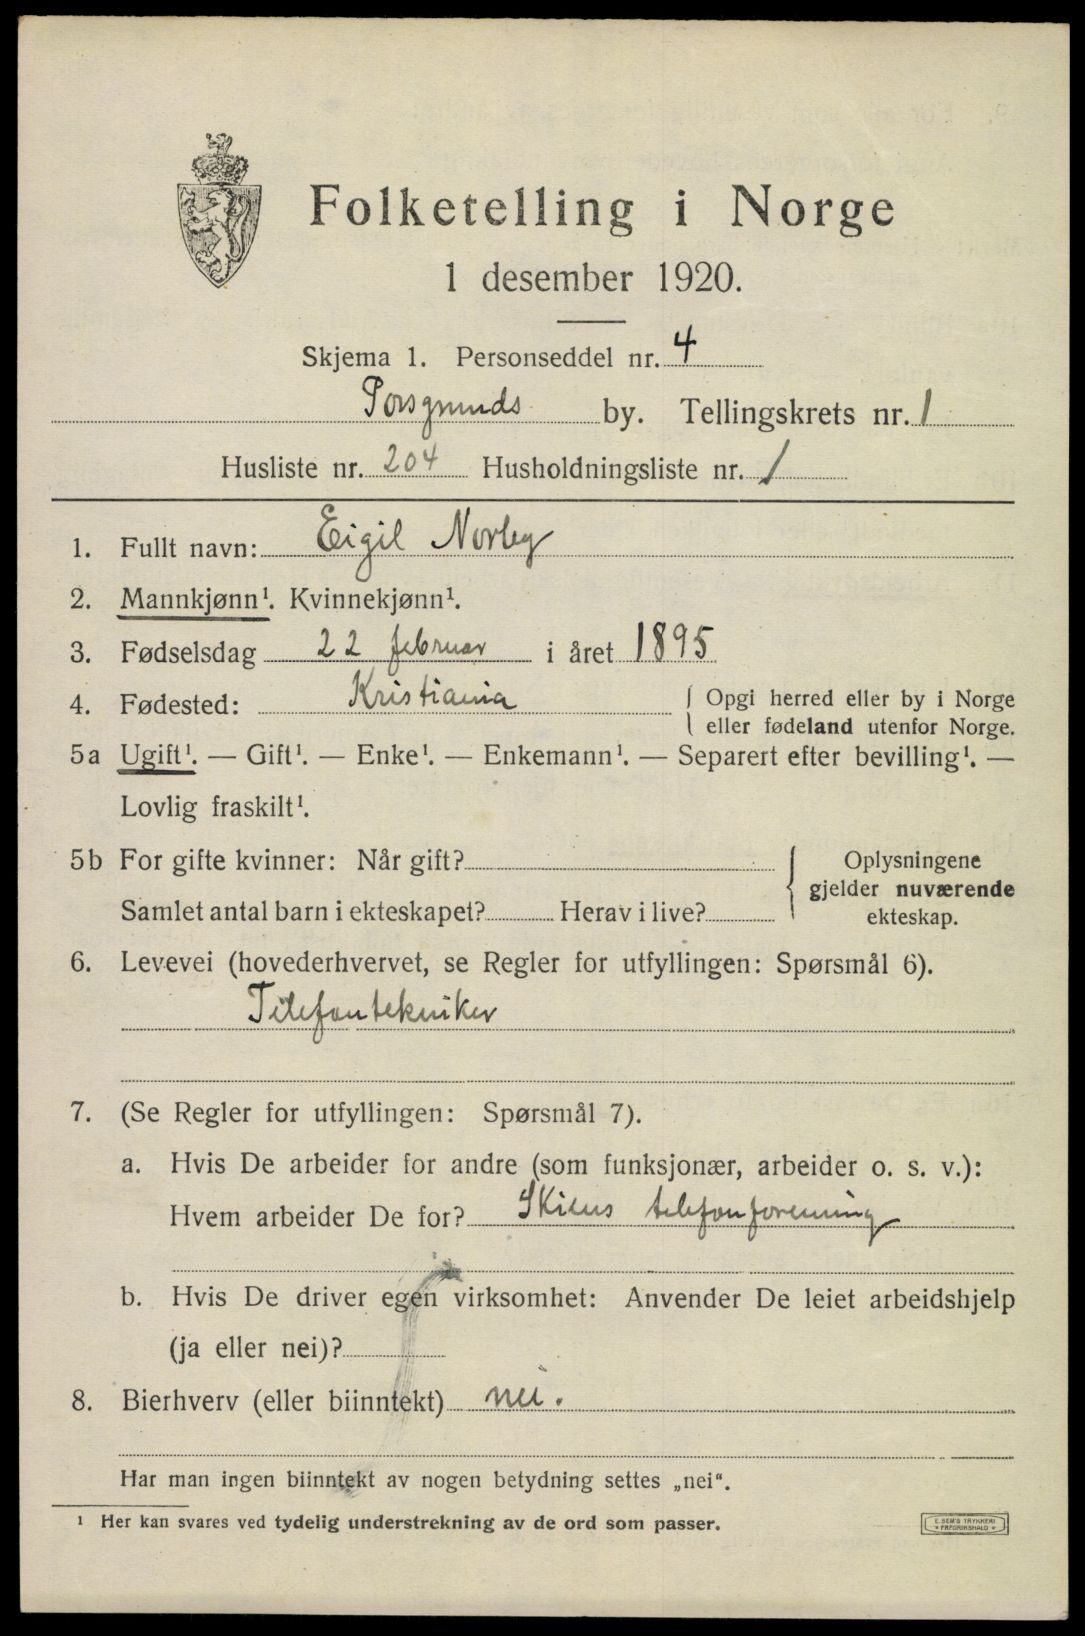 Folketelling i Norge
1 desember 1920.
Skjema 1. Personseddel nr. 4
Porsgrunds by. Tellingskrets nr. 1
Husliste nr. 204 Husholdningsliste nr. 1
1. Fullt navn: Eigil Norby
2. Mannkjønn¹. Kvinnekjønn¹.
3. Fødselsdag 22 februar i året 1895
4. Fødested: Kristiania { Opgi herred eller by i Norge
eller fødeland utenfor Norge.
5a Ugift¹. — Gift¹. — Enke¹. — Enkemann¹. — Separert efter bevilling¹. —
Lovlig fraskilt¹.
5b For gifte kvinner: Når gift?
Samlet antal barn i ekteskapet? Herav i live?
Oplysningene
gjelder nuværende
ekteskap.
6. Levevei (hovederhvervet, se Regler for utfyllingen: Spørsmål 6).
Telefontekniker
7. (Se Regler for utfyllingen: Spørsmål 7).
a. Hvis De arbeider for andre (som funksjonær, arbeider o. s. v.):
Hvem arbeider De for? Skiens telefonforening
b. Hvis De driver egen virksomhet: Anvender De leiet arbeidshjelp
(ja eller nei)?
8. Bierhverv (eller biinntekt) nei.
Har man ingen biinntekt av nogen betydning settes „nei“.
¹ Her kan svares ved tydelig understrekning av de ord som passer.
E. SEM'S TRYKKERI
FREDRIKSHALD